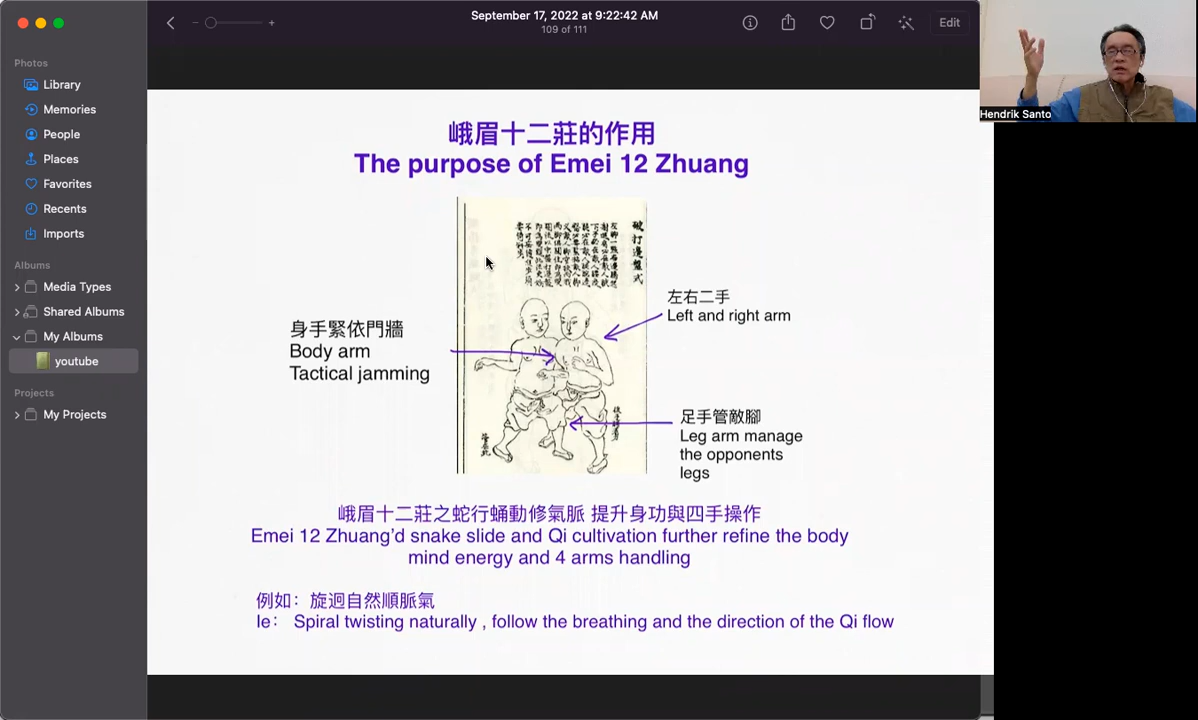 September 17, 2022 at 9:22:42 AM
109 of 111
Edit
Photos
Library
Memories
People
Places
Favorites
Recents
Imports
Albums
Media Types
Shared Albums
My Albums
youtube
Projects
My Projects
Hendrik Santo
峨眉十二莊的作用
The purpose of Emei 12 Zhuang
破打邊盤式
身手緊依門牆
Body arm
Tactical jamming
左右二手
Left and right arm
足手管敵腳
Leg arm manage
the opponents
legs
峨眉十二莊之蛇行蛹動修氣脈 提升身功與四手操作
Emei 12 Zhuang'd snake slide and Qi cultivation further refine the body
mind energy and 4 arms handling
例如：旋迴自然順脈氣
Ie： Spiral twisting naturally , follow the breathing and the direction of the Qi flow